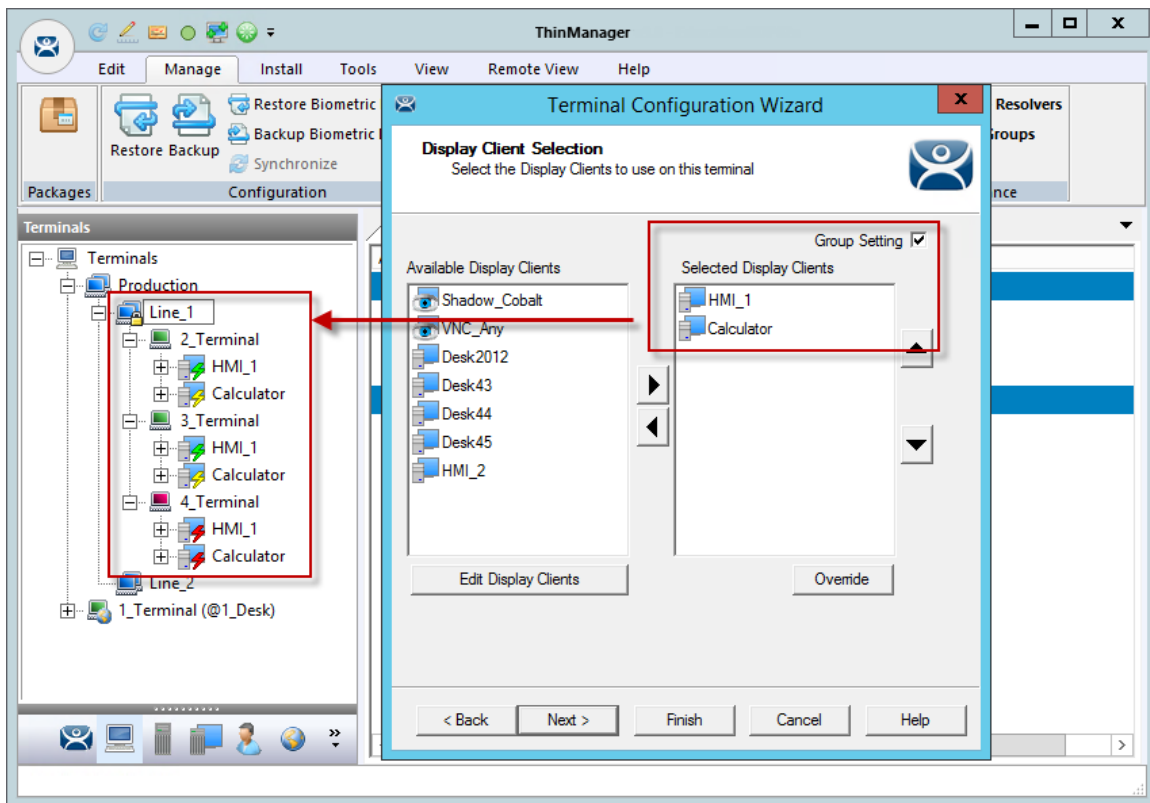 ThinManager
Edit Manage Install Tools View Remote View Help
Restore Biometric
Backup Biometric
Synchronize
Restore Backup
Packages
Configuration
Resolvers
Terminal Configuration Wizard
X
Display Client Selection
Select the Display Clients to use on this terminal
Group Setting
Available Display Clients
Shadow_Cobalt
VNC_Any
Desk2012
Desk43
Desk44
Desk45
HMI_2
Edit Display Clients
Selected Display Clients
HMI_1
Calculator
Override
< Back
Next >
Finish
Cancel
Help
Terminals
Terminals
Production
Line_1
2_Terminal
HMI_1
Calculator
3_Terminal
HMI_1
Calculator
4_Terminal
HMI_1
Calculator
Line_2
1_Terminal (@1_Desk)